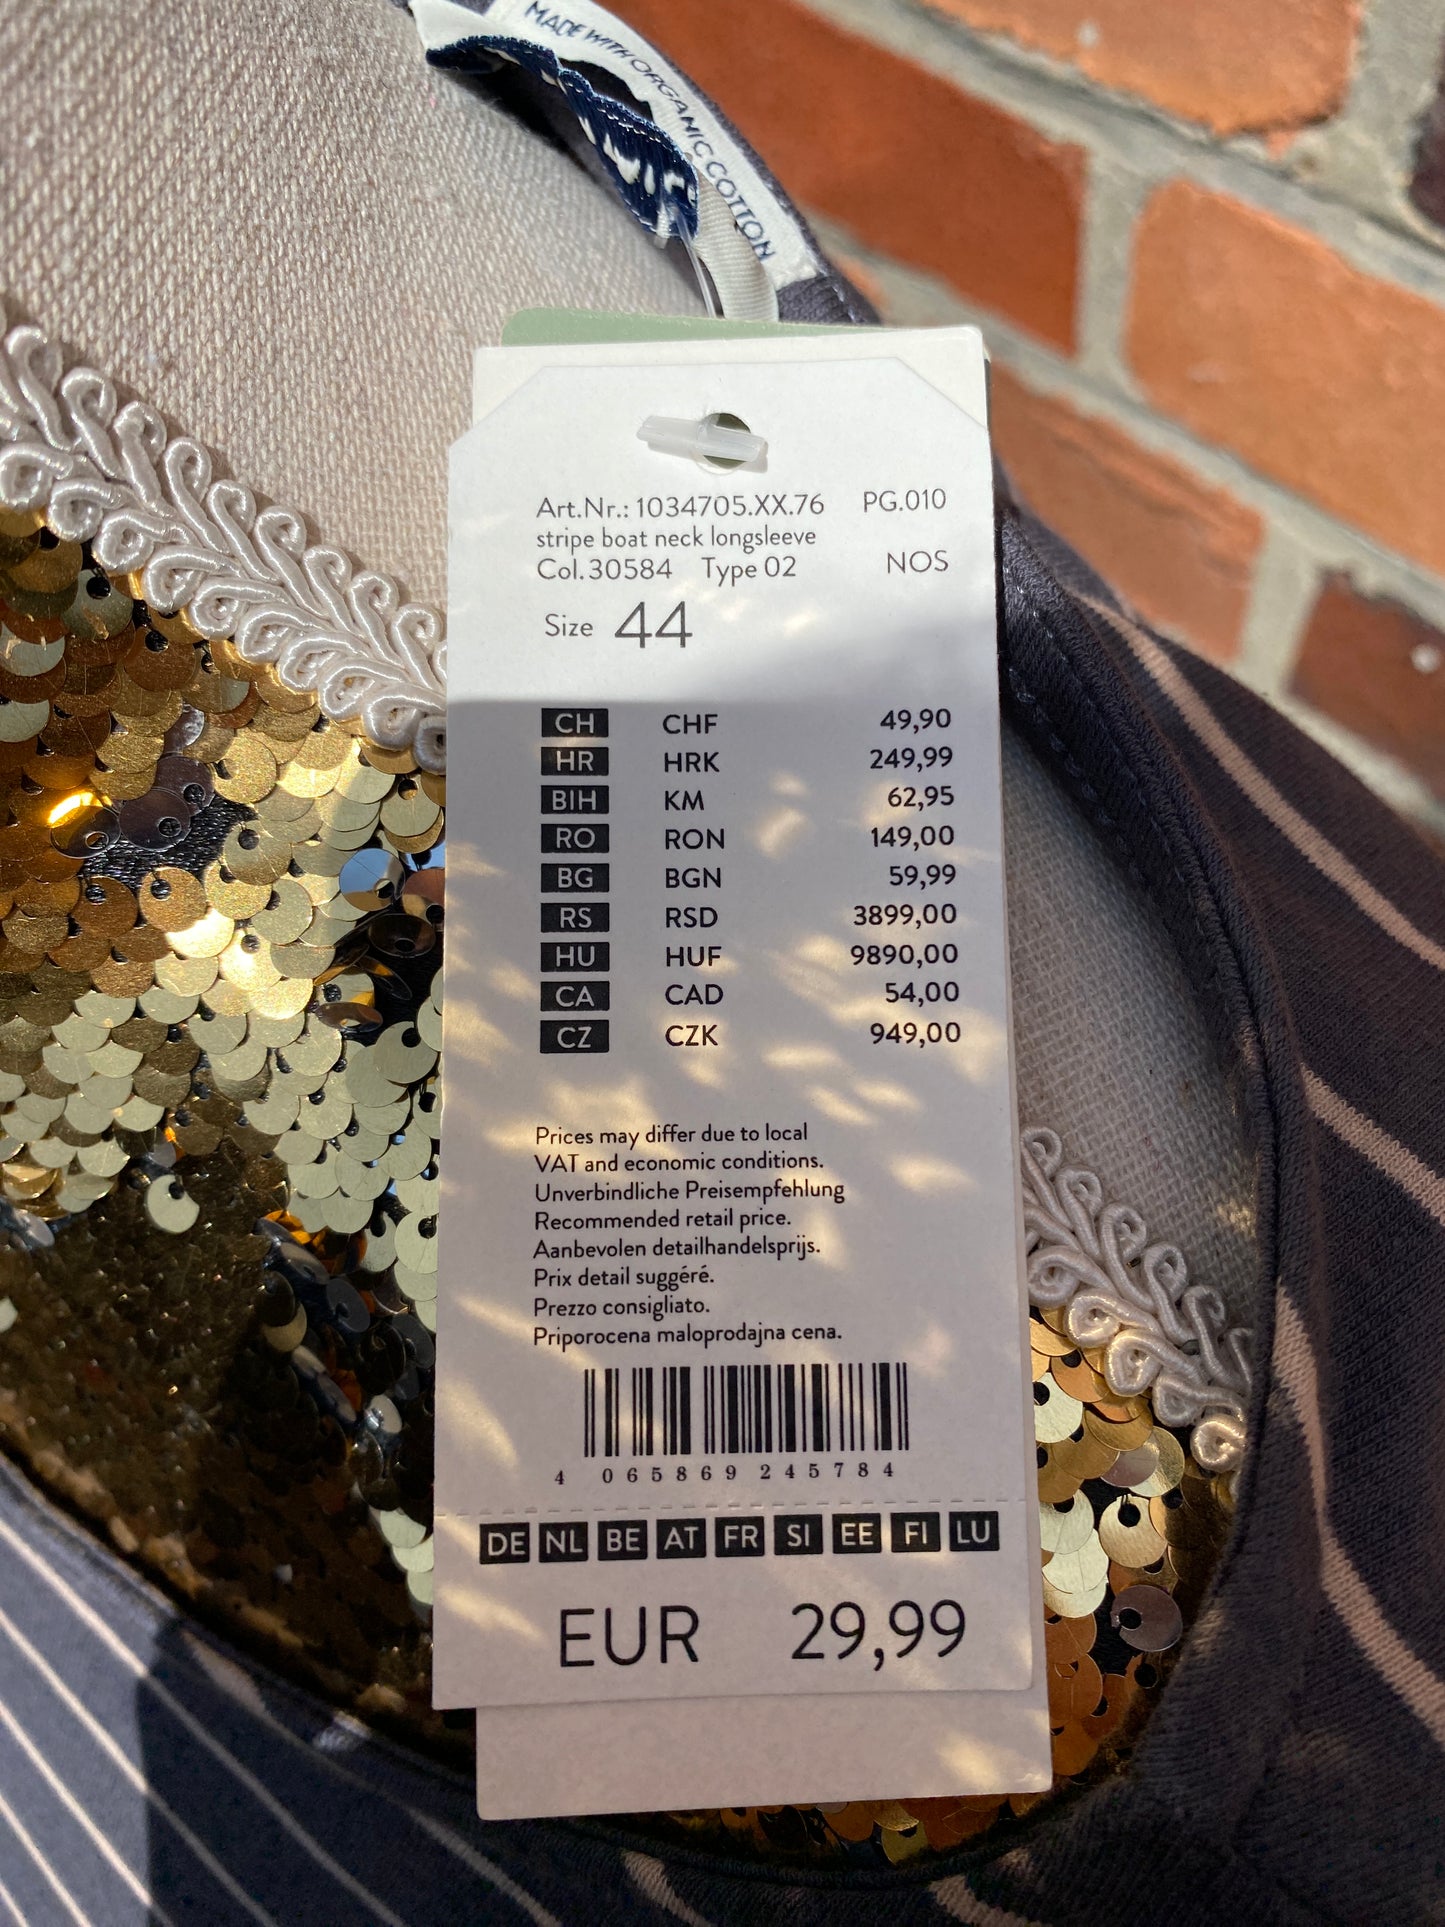 MADE WITH ORGANIC COTTON
Art.Nr.: 1034705.XX.76 PG.010
stripe boat neck longsleeve
Col.30584 Type 02 NOS
Size 44
CH CHF 49,90
HR HRK 249,99
BIH KM 62,95
RO RON 149,00
BG BGN 59,99
RS RSD 3899,00
HU HUF 9890,00
CA CAD 54,00
CZ CZK 949,00
Prices may differ due to local
VAT and economic conditions.
Unverbindliche Preisempfehlung
Recommended retail price.
Aanbevolen detailhandelsprijs.
Prix detail suggéré.
Prezzo consigliato.
Priporocena maloprodajna cena.
4 065869 245784
DE NL BE AT FR SI EE FI LU
EUR 29,99